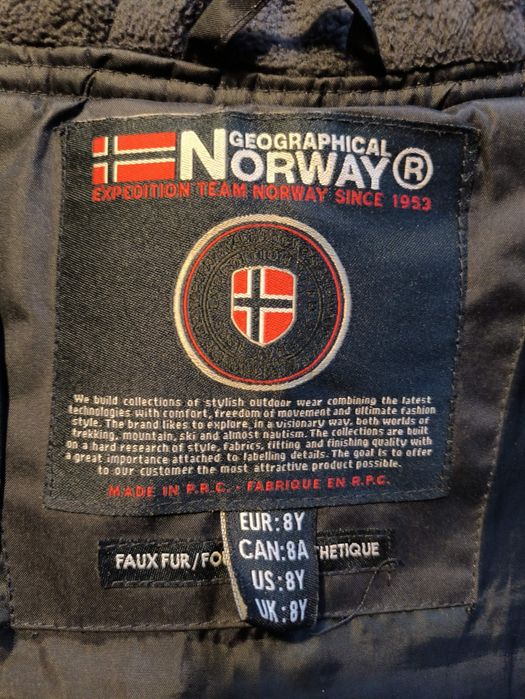 GEOGRAPHICAL
NORWAY®
EXPEDITION TEAM NORWAY SINCE 1953
We build collections of stylish outdoor wear combining the latest
technologies with comfort, freedom of movement and ultimate fashion
style. The brand likes to explore, in a visionary way, both worlds of
trekking, mountain, ski and almost nautism. The collections are built
on a hard research of style, fabrics, fitting and finishing quality with
a great importance attached to labelling details. The goal is to offer
to our customer the most attractive product possible.
MADE IN P.R.C. - FABRIQUE EN R.P.C.
EUR:8Y
CAN:8A
US:8Y
UK:8Y
FAUX FUR/FO THETIQUE